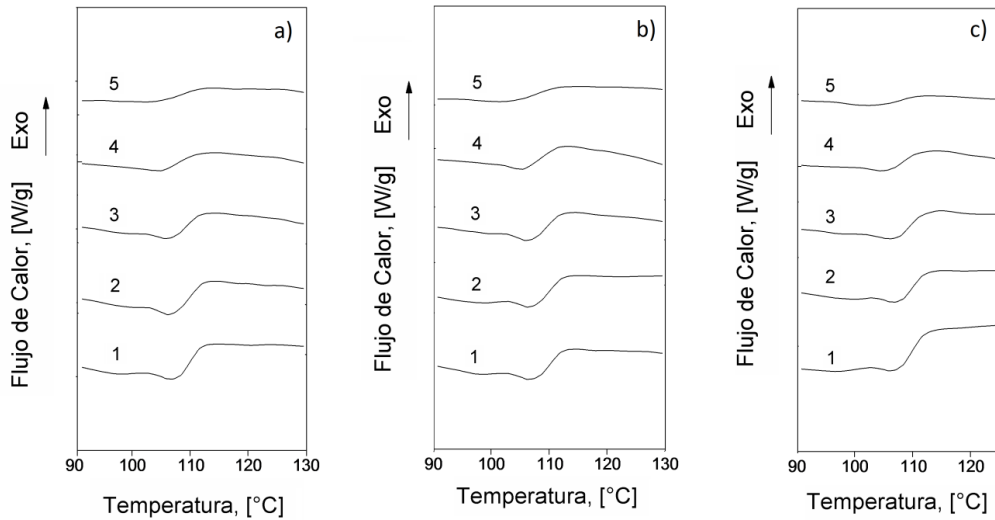 a)
5
4
3
2
1
Flujo de Calor, [W/g] Exo
90 100 110 120 130
Temperatura, [°C]
b)
5
4
3
2
1
Flujo de Calor, [W/g] Exo
90 100 110 120 130
Temperatura, [°C]
c)
5
4
3
2
1
Flujo de Calor, [W/g] Exo
90 100 110 120
Temperatura, [°C]